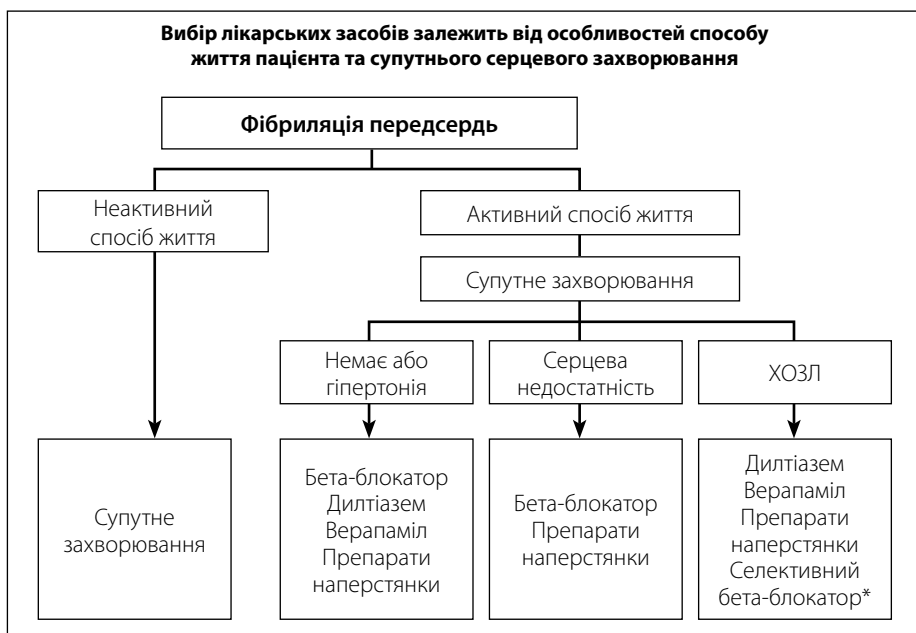 Вибір лікарських засобів залежить від особливостей способу
життя пацієнта та супутнього серцевого захворювання
Фібриляція передсердь
Неактивний
спосіб життя
Активний спосіб життя
Супутнє захворювання
Немає або
гіпертонія
Серцева
недостатність
ХОЗЛ
Супутнє
захворювання
Бета-блокатор
Дилтіазем
Верапаміл
Препарати
наперстянки
Бета-блокатор
Препарати
наперстянки
Дилтіазем
Верапаміл
Препарати
наперстянки
Селективний
бета-блокатор*